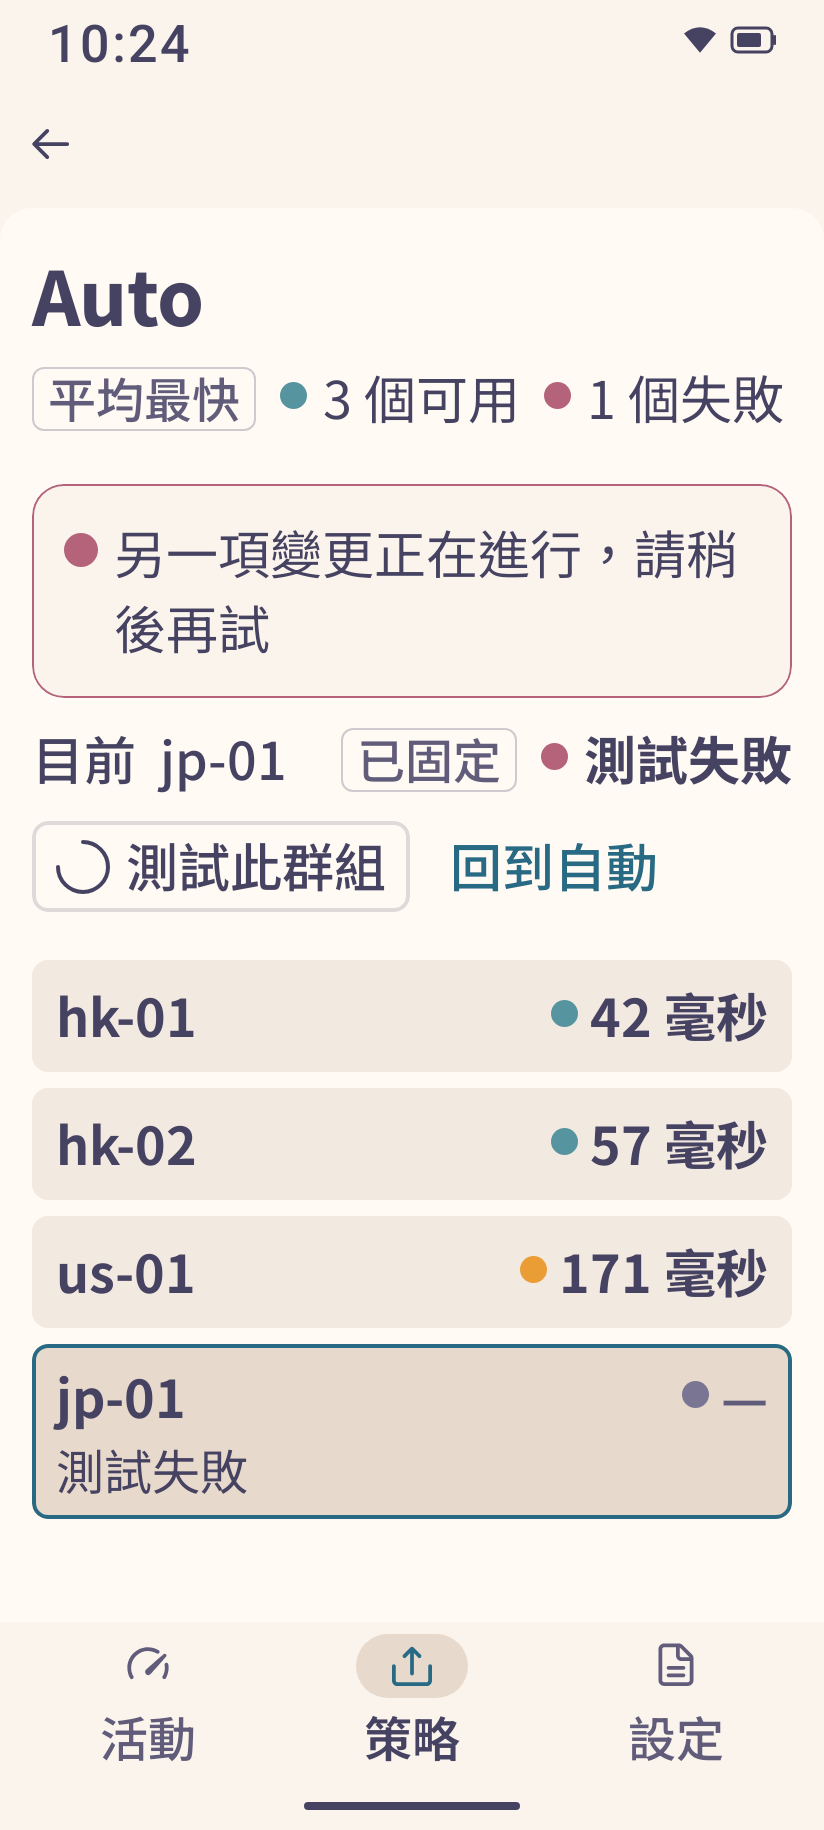 10:24
Auto
平均最快 3 個可用 1 個失敗
另一項變更正在進行，請稍
後再試
目前 jp-01 已固定 測試失敗
測試此群組 回到自動
hk-01 42 毫秒
hk-02 57 毫秒
us-01 171 毫秒
jp-01 —
測試失敗
活動 策略 設定